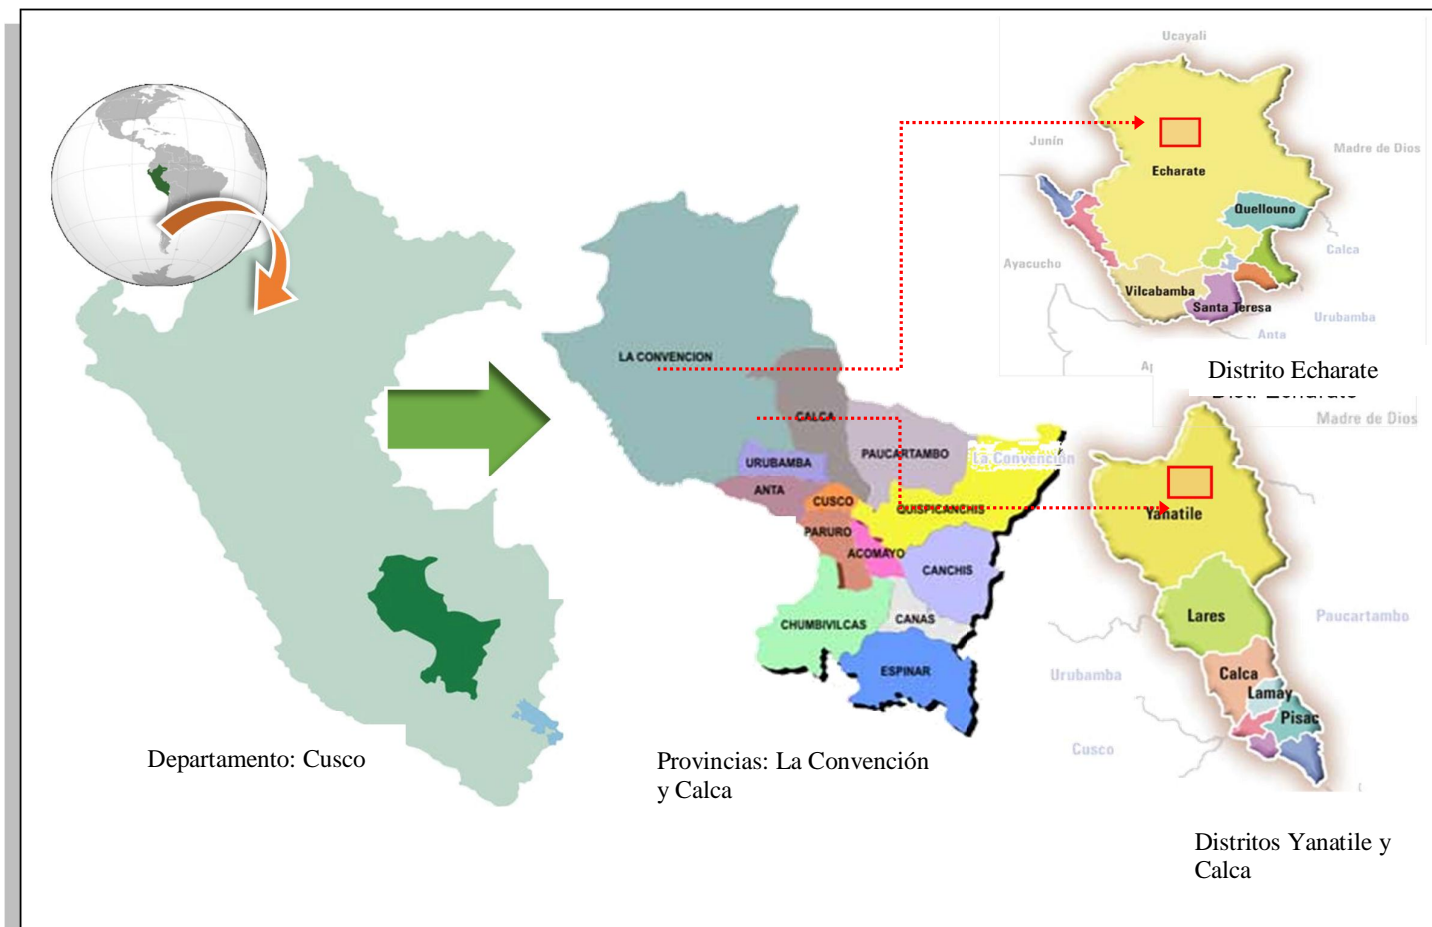 Departamento: Cusco
LA CONVENCION
CALCA
URUBAMBA
PAUCARTAMBO
La Convención
ANTA
CUSCO
QUISPICANCHIS
PARURO
ACOMAYO
CANCHIS
CHUMBIVILCAS
CANAS
ESPINAR
Provincias: La Convención
y Calca
Ucayali
Junín
Madre de Dios
Echarate
Quellouno
Calca
Ayacucho
Vilcabamba
Santa Teresa
Urubamba
Anta
Distrito Echarate
Madre de Dios
Yanatile
Lares
Paucartambo
Calca
Urubamba
Lamay
Pisac
Cusco
Distritos Yanatile y
Calca